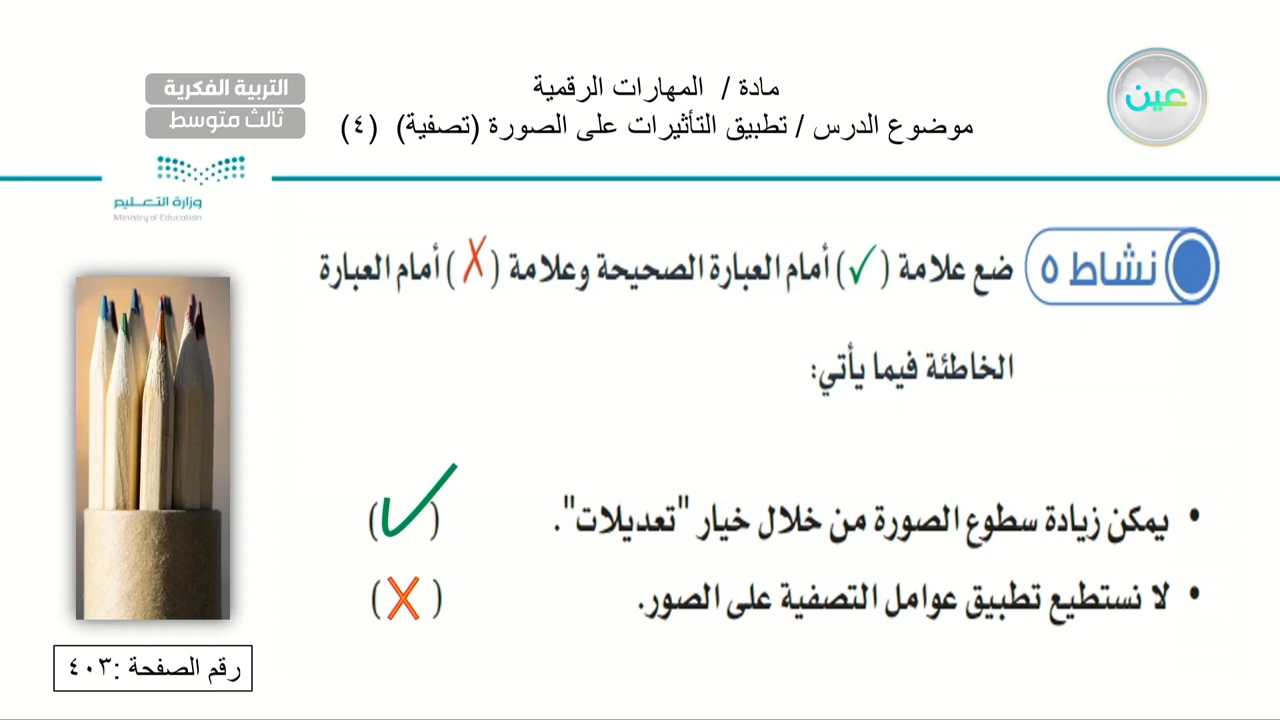 عين
مادة / المهارات الرقمية
موضوع الدرس / تطبيق التأثيرات على الصورة (تصفية) (٤)
التربية الفكرية
ثالث متوسط
وزارة التعـــليم
Ministry of Education
نشاط ٥
ضع علامة (✓) أمام العبارة الصحيحة وعلامة (✗) أمام العبارة
الخاطئة فيما يأتي:
• يمكن زيادة سطوع الصورة من خلال خيار "تعديلات". (✓)
• لا نستطيع تطبيق عوامل التصفية على الصور. (✗)
رقم الصفحة :٤٠٣